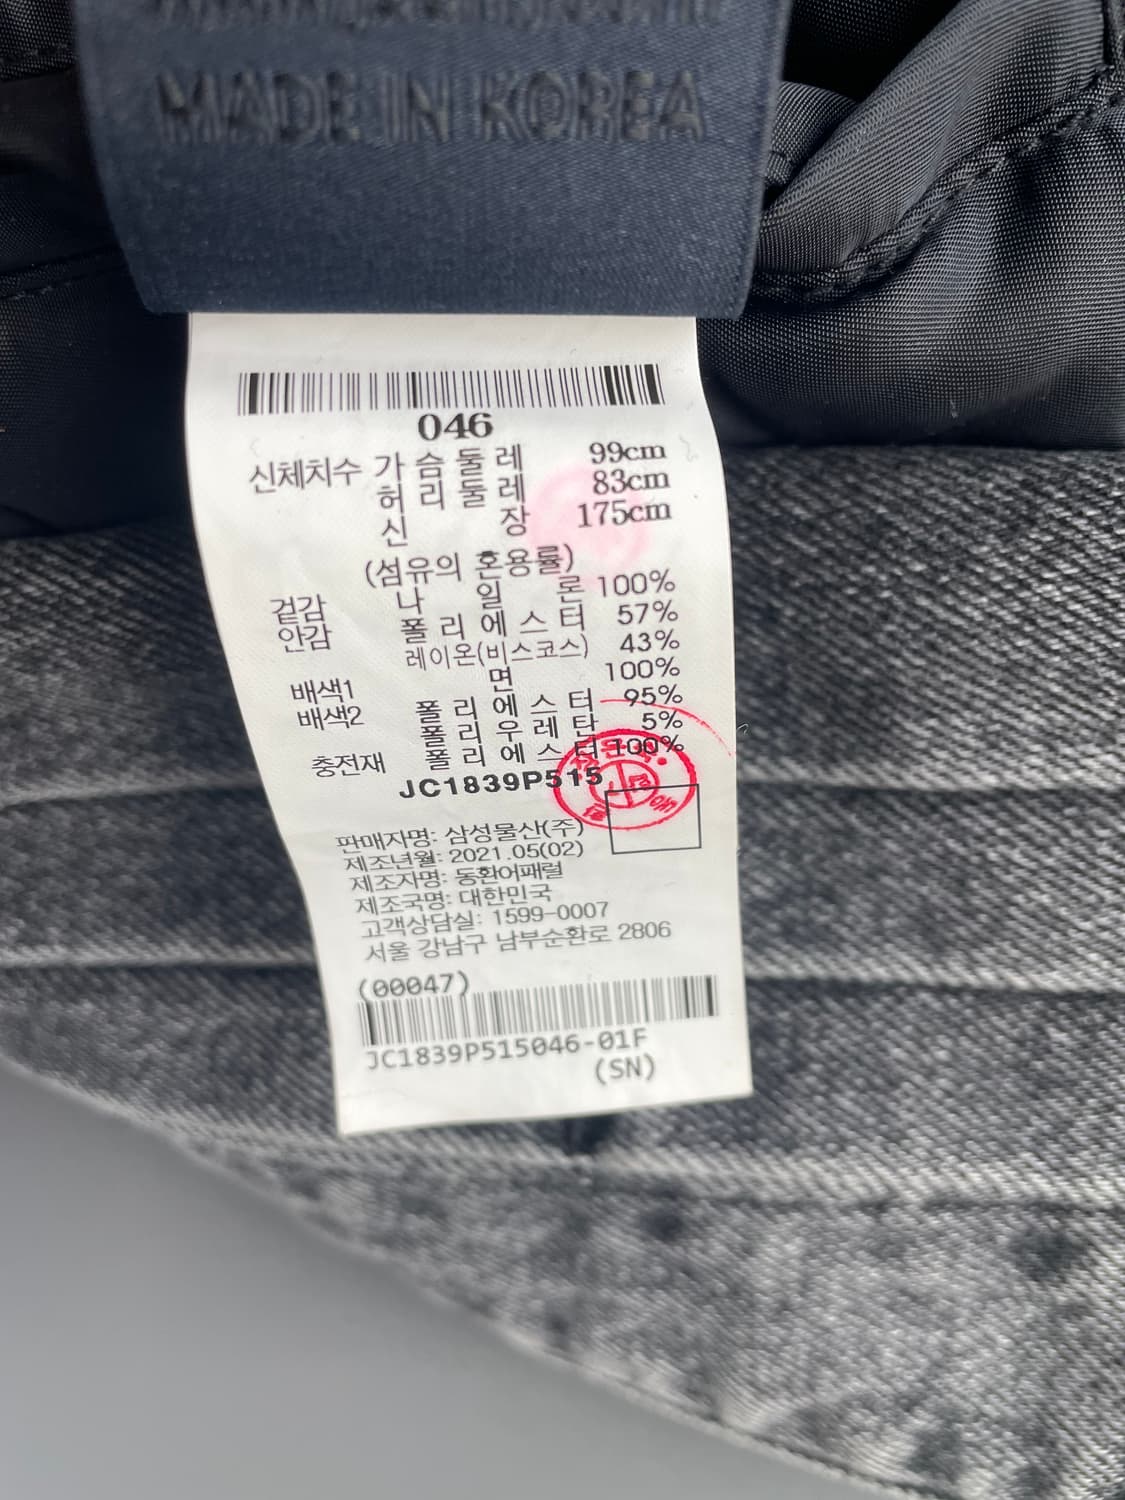 MADE IN KOREA
046
신체치수 가슴둘레 99cm
허리둘레 83cm
신장 175cm
(섬유의 혼용률)
겉감 나일론 100%
안감 폴리에스터 57%
레이온(비스코스) 43%
배색1 면 100%
배색2 폴리에스터 95%
폴리우레탄 5%
충전재 폴리에스터 100%
JC1839P515
판매자명: 삼성물산(주)
제조년월: 2021.05(02)
제조자명: 동환어패럴
제조국명: 대한민국
고객상담실: 1599-0007
서울 강남구 남부순환로 2806
(00047)
JC1839P515046-01F
(SN)